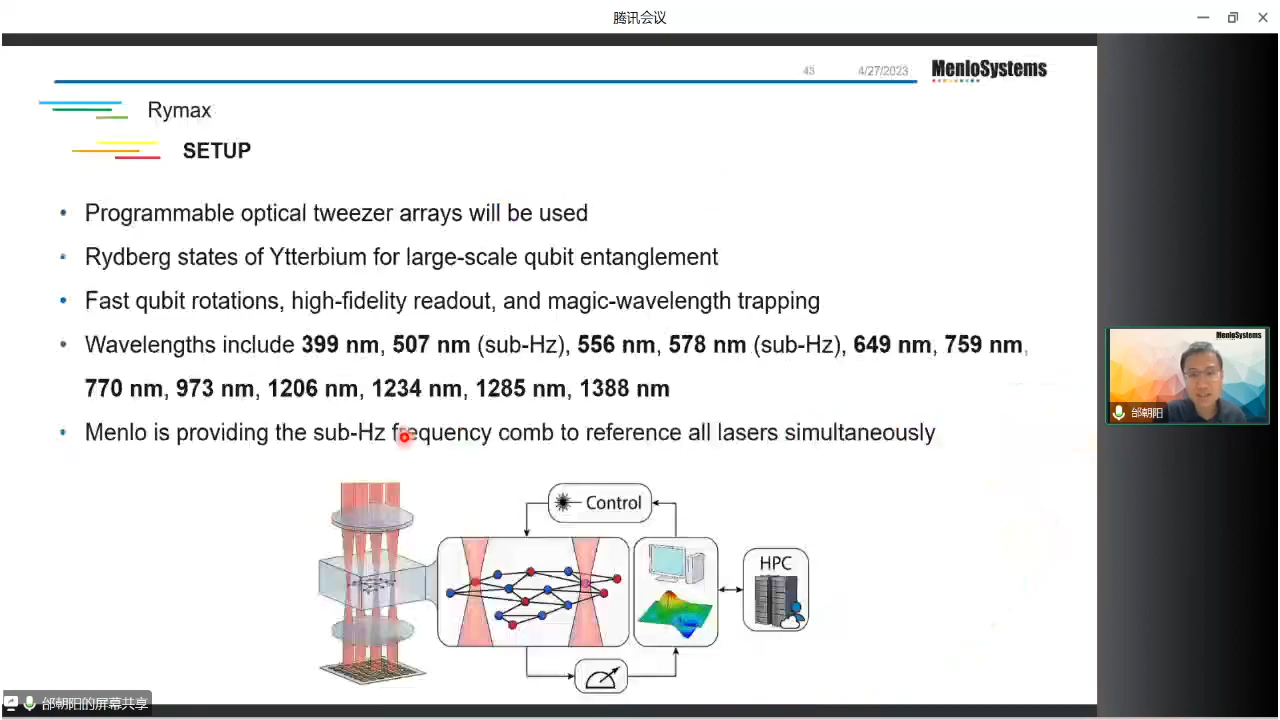 腾讯会议
43 4/27/2023 MenloSystems
Rymax
SETUP
• Programmable optical tweezer arrays will be used
• Rydberg states of Ytterbium for large-scale qubit entanglement
• Fast qubit rotations, high-fidelity readout, and magic-wavelength trapping
• Wavelengths include 399 nm, 507 nm (sub-Hz), 556 nm, 578 nm (sub-Hz), 649 nm, 759 nm,
770 nm, 973 nm, 1206 nm, 1234 nm, 1285 nm, 1388 nm
• Menlo is providing the sub-Hz frequency comb to reference all lasers simultaneously
Control
HPC
MenloSystems
邰朝阳
邰朝阳的屏幕共享